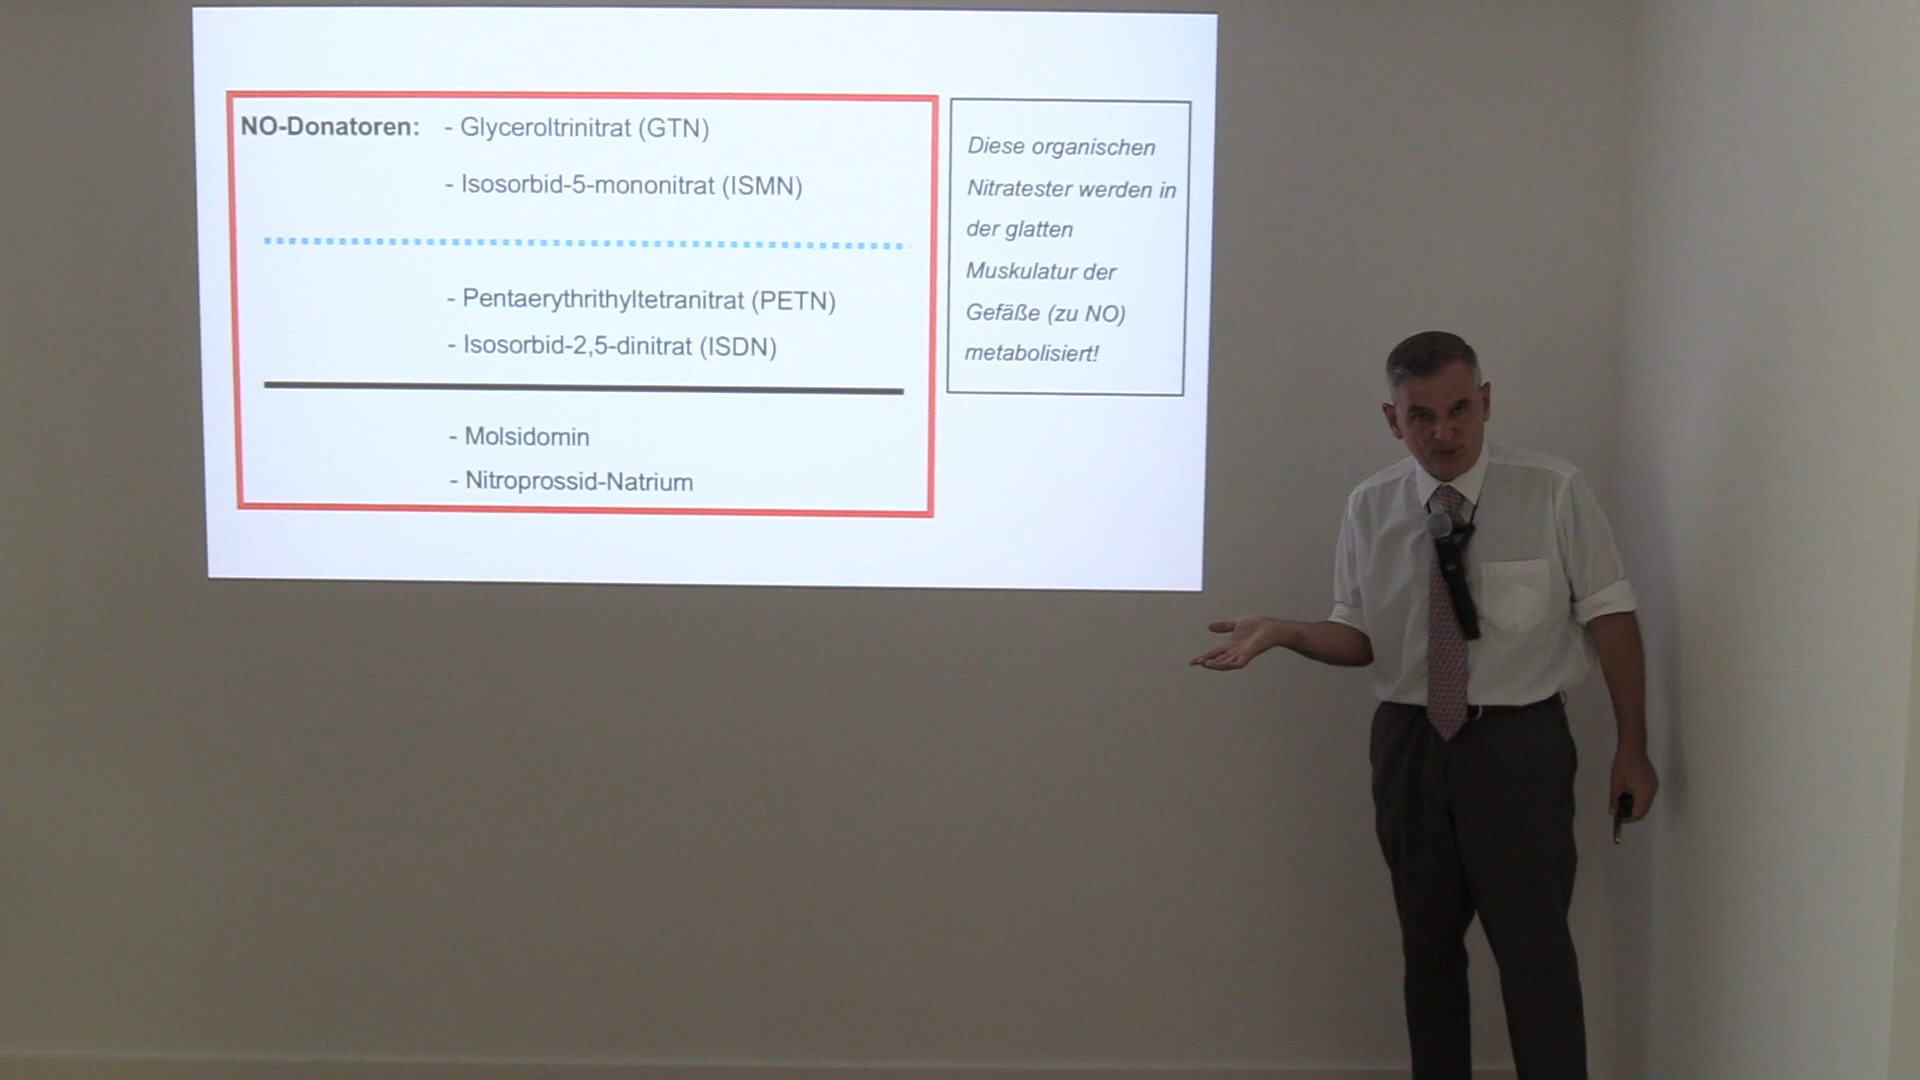 NO-Donatoren: - Glyceroltrinitrat (GTN)
- Isosorbid-5-mononitrat (ISMN)
- Pentaerythrithyltetranitrat (PETN)
- Isosorbid-2,5-dinitrat (ISDN)
- Molsidomin
- Nitroprossid-Natrium
Diese organischen
Nitratester werden in
der glatten
Muskulatur der
Gefäße (zu NO)
metabolisiert!